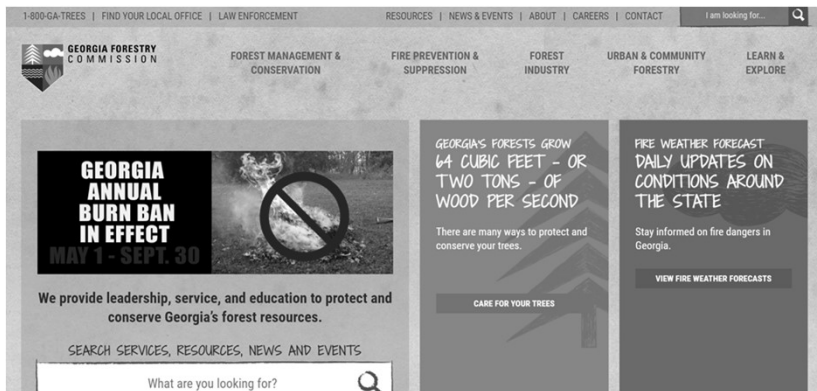 1-800-GA-TREES | FIND YOUR LOCAL OFFICE | LAW ENFORCEMENT
RESOURCES | NEWS & EVENTS | ABOUT | CAREERS | CONTACT
I am looking for...
GEORGIA FORESTRY
COMMISSION
FOREST MANAGEMENT &
CONSERVATION
FIRE PREVENTION &
SUPPRESSION
FOREST
INDUSTRY
URBAN & COMMUNITY
FORESTRY
LEARN &
EXPLORE
GEORGIA
ANNUAL
BURN BAN
IN EFFECT
MAY 1 - SEPT. 30
We provide leadership, service, and education to protect and
conserve Georgia's forest resources.
SEARCH SERVICES, RESOURCES, NEWS AND EVENTS
What are you looking for?
GEORGIA'S FORESTS GROW
64 CUBIC FEET - OR
TWO TONS - OF
WOOD PER SECOND
There are many ways to protect and
conserve your trees.
CARE FOR YOUR TREES
FIRE WEATHER FORECAST
DAILY UPDATES ON
CONDITIONS AROUND
THE STATE
Stay informed on fire dangers in
Georgia.
VIEW FIRE WEATHER FORECASTS